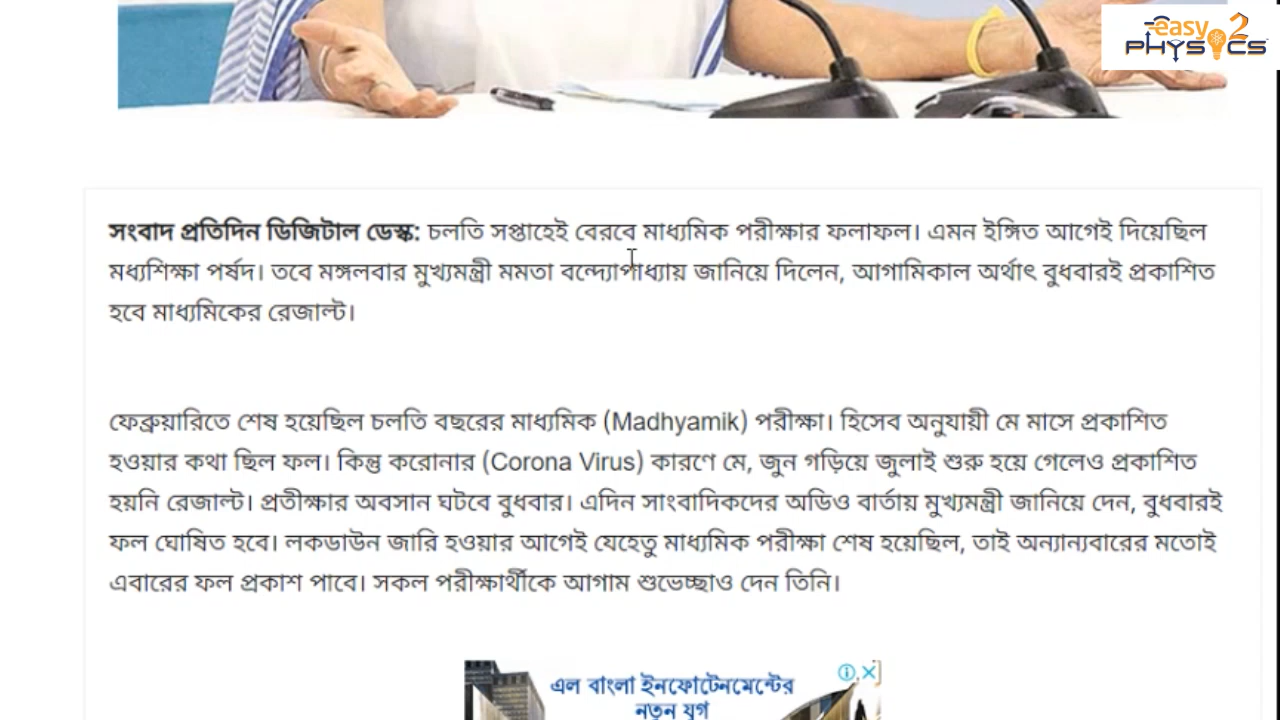 easy 2
PHYSICS
সংবাদ প্রতিদিন ডিজিটাল ডেস্ক: চলতি সপ্তাহেই বেরবে মাধ্যমিক পরীক্ষার ফলাফল। এমন ইঙ্গিত আগেই দিয়েছিল
মধ্যশিক্ষা পর্ষদ। তবে মঙ্গলবার মুখ্যমন্ত্রী মমতা বন্দ্যোপাধ্যায় জানিয়ে দিলেন, আগামিকাল অর্থাৎ বুধবারই প্রকাশিত
হবে মাধ্যমিকের রেজাল্ট।
ফেব্রুয়ারিতে শেষ হয়েছিল চলতি বছরের মাধ্যমিক (Madhyamik) পরীক্ষা। হিসেব অনুযায়ী মে মাসে প্রকাশিত
হওয়ার কথা ছিল ফল। কিন্তু করোনার (Corona Virus) কারণে মে, জুন গড়িয়ে জুলাই শুরু হয়ে গেলেও প্রকাশিত
হয়নি রেজাল্ট। প্রতীক্ষার অবসান ঘটবে বুধবার। এদিন সাংবাদিকদের অডিও বার্তায় মুখ্যমন্ত্রী জানিয়ে দেন, বুধবারই
ফল ঘোষিত হবে। লকডাউন জারি হওয়ার আগেই যেহেতু মাধ্যমিক পরীক্ষা শেষ হয়েছিল, তাই অন্যান্যবারের মতোই
এবারের ফল প্রকাশ পাবে। সকল পরীক্ষার্থীকে আগাম শুভেচ্ছাও দেন তিনি।
এল বাংলা ইনফোটেনমেন্টের
নতুন যুগ